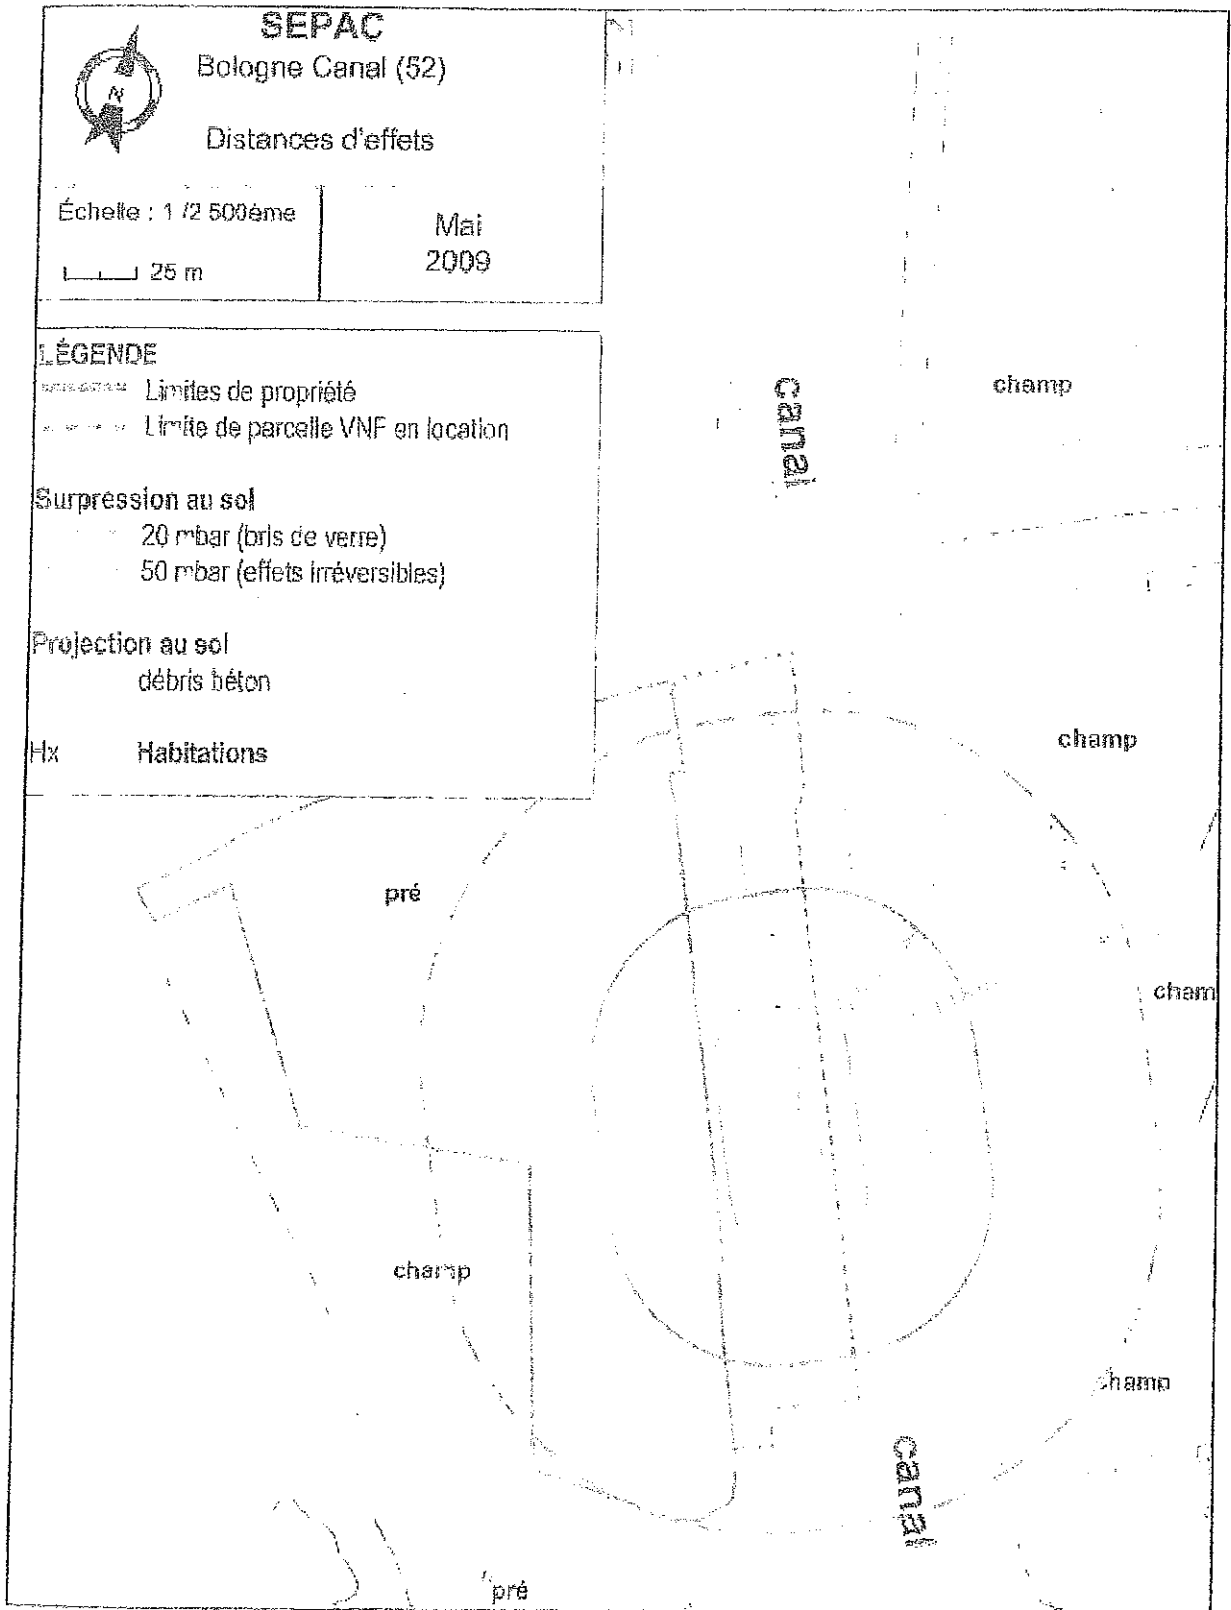 SEPAC
Bologne Canal (52)
Distances d'effets
N
Échelle : 1 /2 500ème
25 m
Mai
2009
LÉGENDE
Limites de propriété
Limite de parcelle VNF en location
Surpression au sol
20 mbar (bris de verre)
50 mbar (effets irréversibles)
Projection au sol
débris béton
Hx Habitations
canal
champ
champ
pré
cham
champ
champ
canal
pré